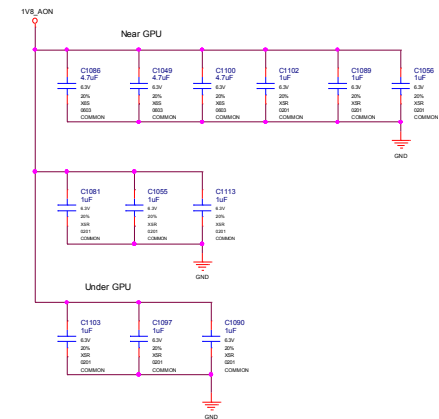 1V8_AON
Near GPU
C1086 C1049 C1100 C1102 C1089 C1056
4.7uF 4.7uF 4.7uF 1uF 1uF 1uF
6.3V 6.3V 6.3V 6.3V 6.3V 6.3V
20% 20% 20% 20% 20% 20%
X6S X6S X6S X5R X5R X5R
0603 0603 0603 0201 0201 0201
COMMON COMMON COMMON COMMON COMMON COMMON
GND
C1081 C1055 C1113
1uF 1uF 1uF
6.3V 6.3V 6.3V
20% 20% 20%
X5R X5R X5R
0201 0201 0201
COMMON COMMON COMMON
GND
Under GPU
C1103 C1097 C1090
1uF 1uF 1uF
6.3V 6.3V 6.3V
20% 20% 20%
X5R X5R X5R
0201 0201 0201
COMMON COMMON COMMON
GND